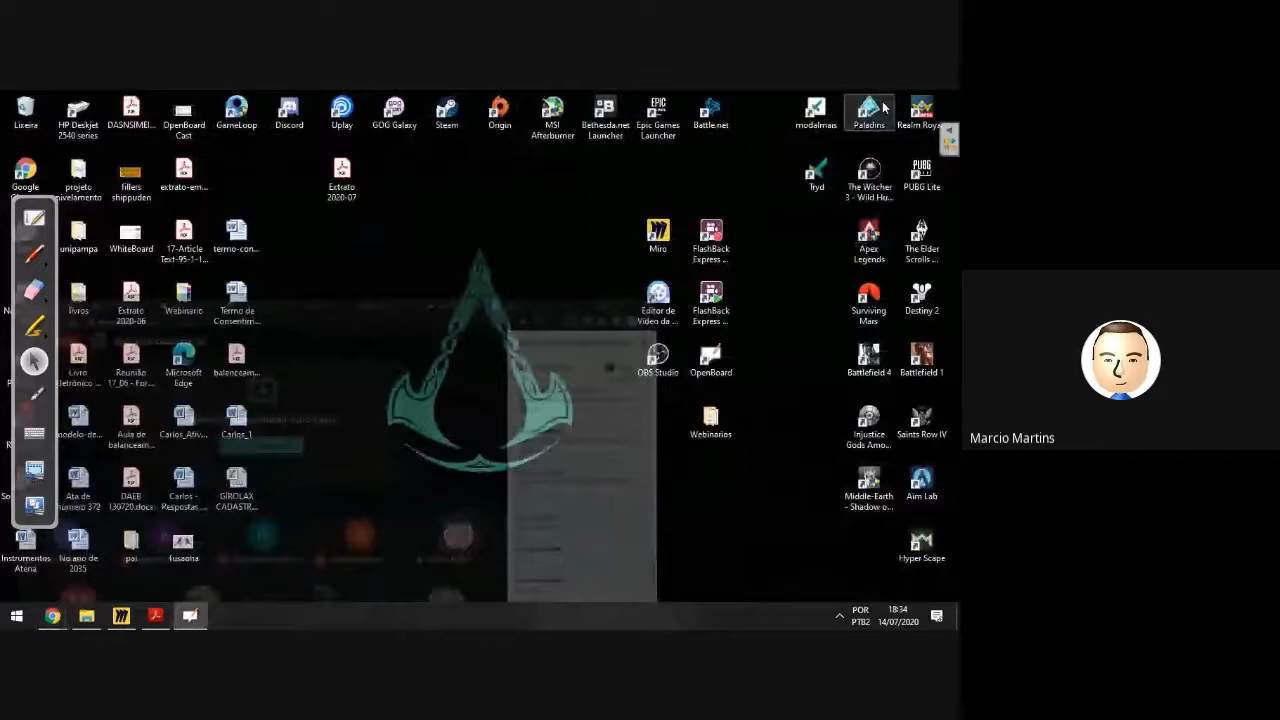 Lixeira
HP Deskjet
2540 series
DASNSIMEI...
OpenBoard
Cast
GameLoop
Discord
Uplay
GOG Galaxy
Steam
Origin
MSI
Afterburner
Bethesda.net
Launcher
Epic Games
Launcher
Battle.net
modalmais
Paladins
Realm Roya
Google
projeto
nivelamento
fillers
shippuden
extrato-em...
Extrato
2020-07
Tryd
The Witcher
3 - Wild Hu...
PUBG Lite
unipampa
WhiteBoard
17-Article
Text-95-1-1...
termo-con...
Miro
FlashBack
Express ...
Apex
Legends
The Elder
Scrolls ...
livros
Extrato
2020-06
Webinario
Termo de
Consentim...
Editor de
Vídeo da ...
FlashBack
Express ...
Surviving
Mars
Destiny 2
Livro
eletrônico ...
Reunião
17_06 - For...
Microsoft
Edge
balanceam...
OBS Studio
OpenBoard
Battlefield 4
Battlefield 1
modelo-de...
Aula de
balanceam...
Carlos_Ativ...
Carlos_1
Webinarios
Injustice
Gods Amo...
Saints Row IV
Ata de
número 372
DAEB
130720.docx
Carlos -
Respostas_...
GIROLAX
CADASTR...
Middle-Earth
- Shadow o...
Aim Lab
Instrumentos
Atena
No ano de
2035
pai
fusaoha
Hyper Scape
POR
PTB2
18:34
14/07/2020
Marcio Martins